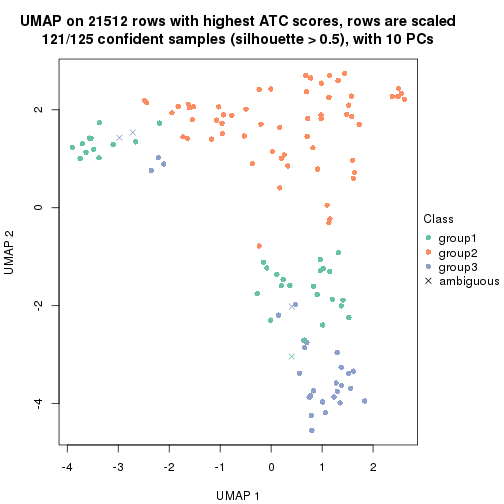 UMAP on 21512 rows with highest ATC scores, rows are scaled
121/125 confident samples (silhouette > 0.5), with 10 PCs
2
0
-2
-4
UMAP 2
-4
-3
-2
-1
0
1
2
UMAP 1
Class
group1
group2
group3
ambiguous